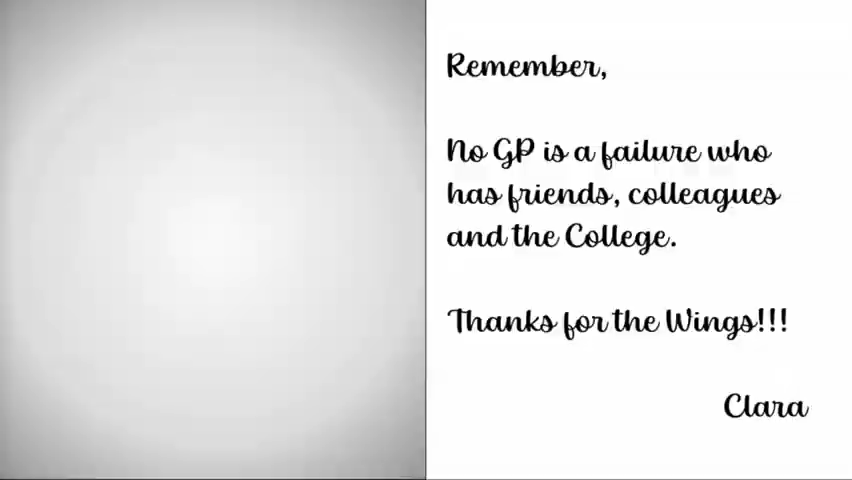 Remember,
No GP is a failure who
has friends, colleagues
and the College.
Thanks for the Wings!!!
Clara